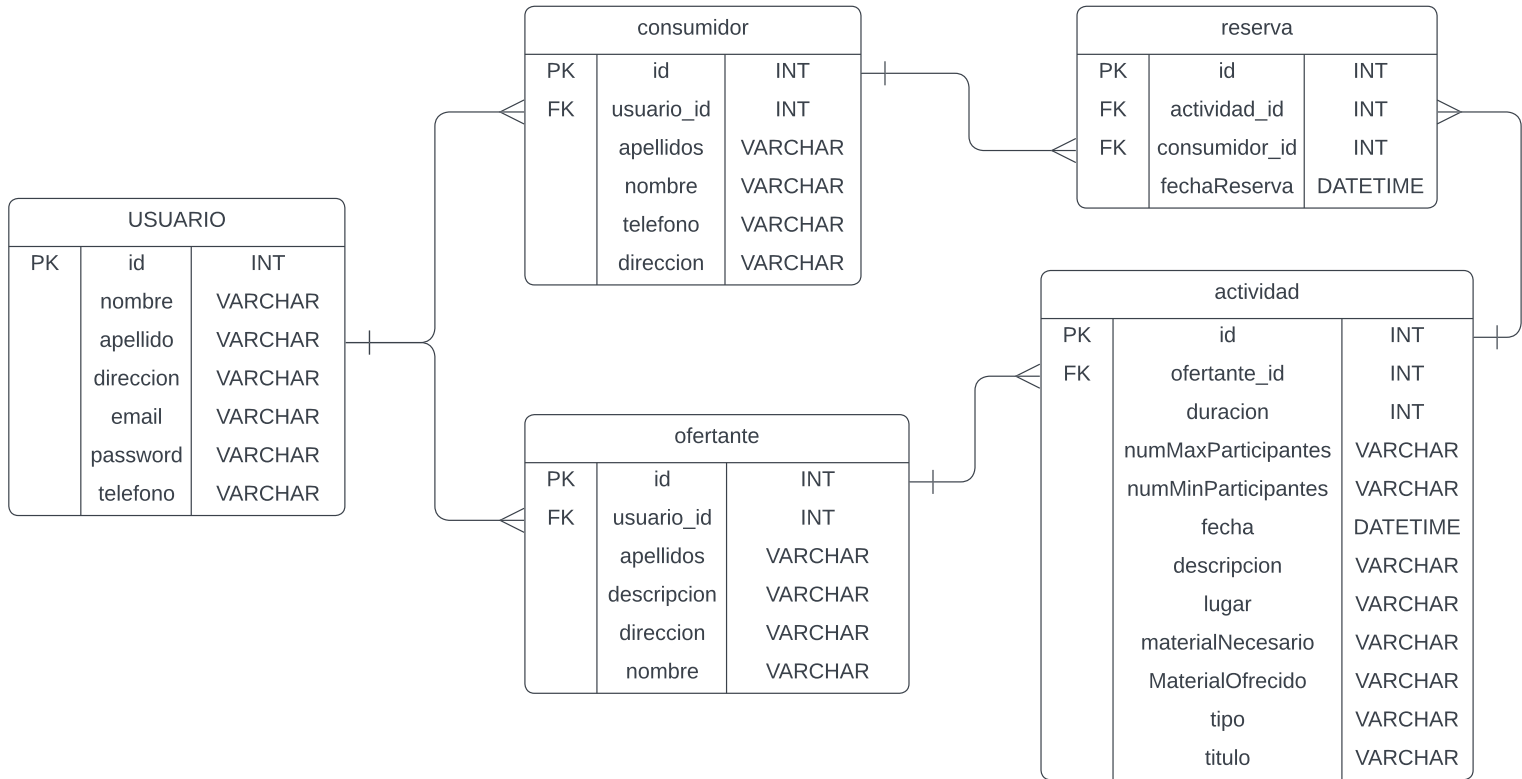 USUARIO
PK id INT
nombre VARCHAR
apellido VARCHAR
direccion VARCHAR
email VARCHAR
password VARCHAR
telefono VARCHAR
consumidor
PK id INT
FK usuario_id INT
apellidos VARCHAR
nombre VARCHAR
telefono VARCHAR
direccion VARCHAR
ofertante
PK id INT
FK usuario_id INT
apellidos VARCHAR
descripcion VARCHAR
direccion VARCHAR
nombre VARCHAR
reserva
PK id INT
FK actividad_id INT
FK consumidor_id INT
fechaReserva DATETIME
actividad
PK id INT
FK ofertante_id INT
duracion INT
numMaxParticipantes VARCHAR
numMinParticipantes VARCHAR
fecha DATETIME
descripcion VARCHAR
lugar VARCHAR
materialNecesario VARCHAR
MaterialOfrecido VARCHAR
tipo VARCHAR
titulo VARCHAR